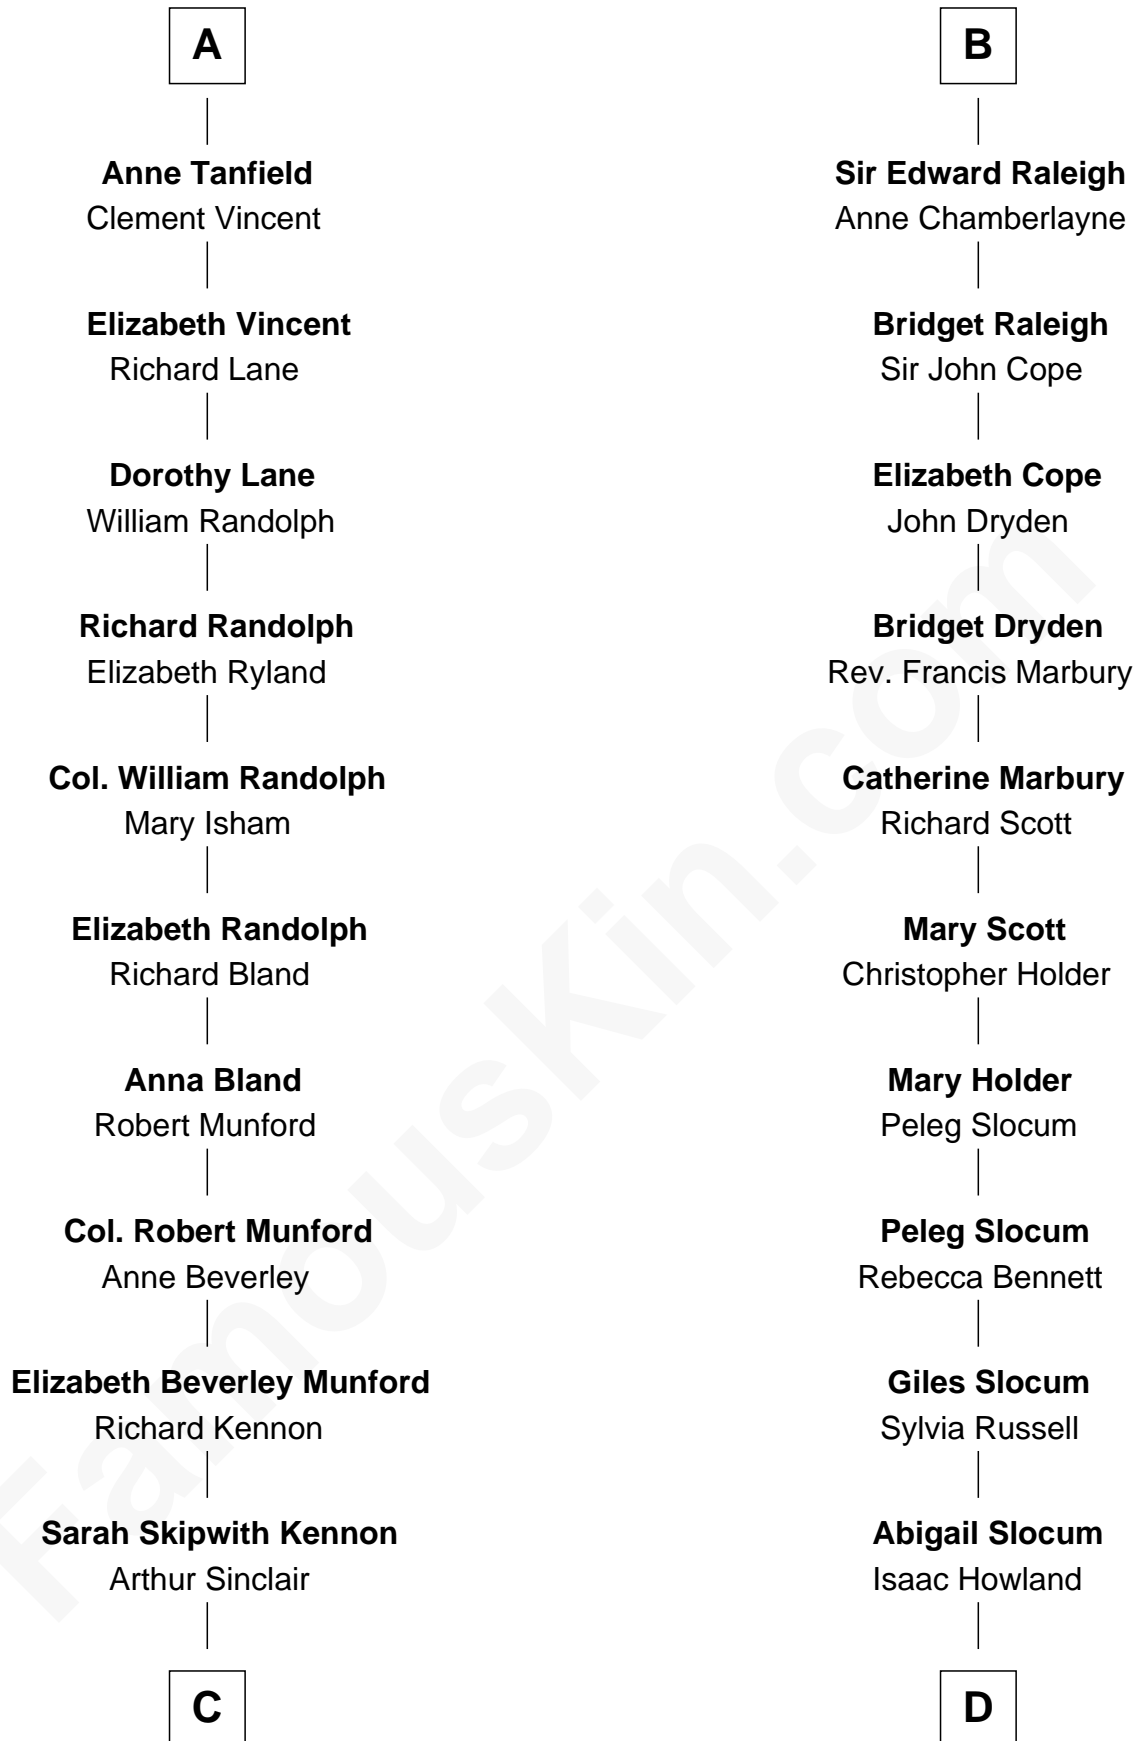 A
Anne Tanfield
Clement Vincent
Elizabeth Vincent
Richard Lane
Dorothy Lane
William Randolph
Richard Randolph
Elizabeth Ryland
Col. William Randolph
Mary Isham
Elizabeth Randolph
Richard Bland
Anna Bland
Robert Munford
Col. Robert Munford
Anne Beverley
Elizabeth Beverley Munford
Richard Kennon
Sarah Skipwith Kennon
Arthur Sinclair
C
B
Sir Edward Raleigh
Anne Chamberlayne
Bridget Raleigh
Sir John Cope
Elizabeth Cope
John Dryden
Bridget Dryden
Rev. Francis Marbury
Catherine Marbury
Richard Scott
Mary Scott
Christopher Holder
Mary Holder
Peleg Slocum
Peleg Slocum
Rebecca Bennett
Giles Slocum
Sylvia Russell
Abigail Slocum
Isaac Howland
D
FamousKin.com